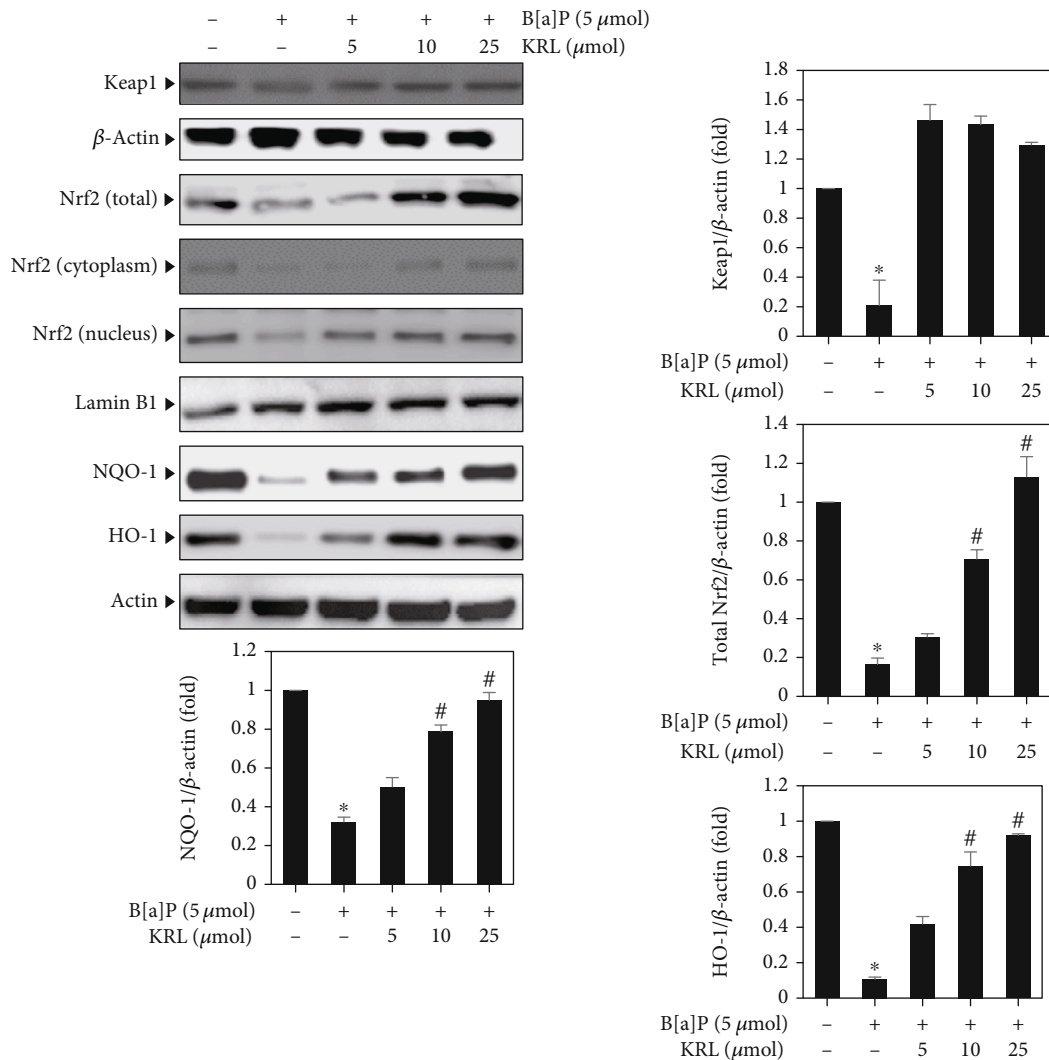 – + + + + B[a]P (5 μmol)
– – 5 10 25 KRL (μmol)
Keap1
β-Actin
Nrf2 (total)
Nrf2 (cytoplasm)
Nrf2 (nucleus)
Lamin B1
NQO-1
HO-1
Actin
NQO-1/β-actin (fold)
1.2
1
0.8
0.6
0.4
0.2
0
*
#
#
B[a]P (5 μmol) – + + + +
KRL (μmol) – – 5 10 25
Keap1/β-actin (fold)
1.8
1.6
1.4
1.2
1
0.8
0.6
0.4
0.2
0
*
B[a]P (5 μmol) – + + + +
KRL (μmol) – – 5 10 25
Total Nrf2/β-actin (fold)
1.4
1.2
1
0.8
0.6
0.4
0.2
0
*
#
#
B[a]P (5 μmol) – + + + +
KRL (μmol) – – 5 10 25
HO-1/β-actin (fold)
1.2
1
0.8
0.6
0.4
0.2
0
*
#
#
B[a]P (5 μmol) – + + + +
KRL (μmol) – – 5 10 25